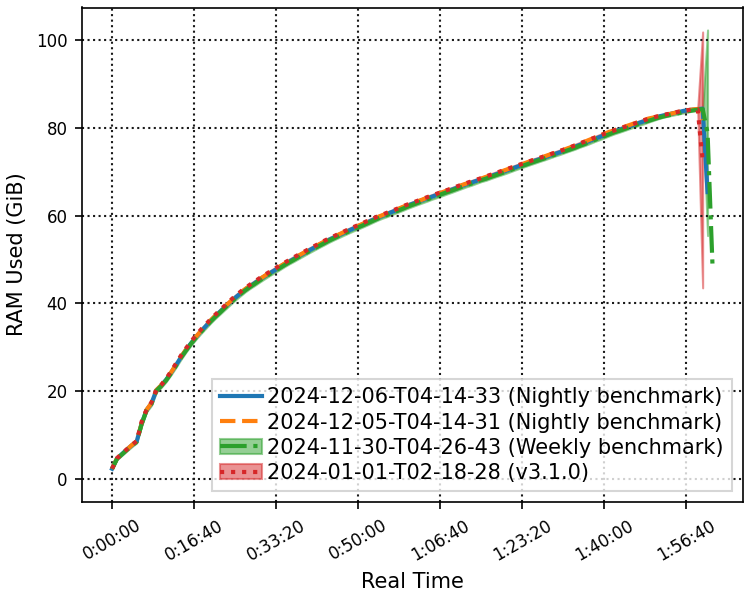 100
80
60
40
20
0
RAM Used (GiB)
2024-12-06-T04-14-33 (Nightly benchmark)
2024-12-05-T04-14-31 (Nightly benchmark)
2024-11-30-T04-26-43 (Weekly benchmark)
2024-01-01-T02-18-28 (v3.1.0)
0:00:00
0:16:40
0:33:20
0:50:00
1:06:40
1:23:20
1:40:00
1:56:40
Real Time